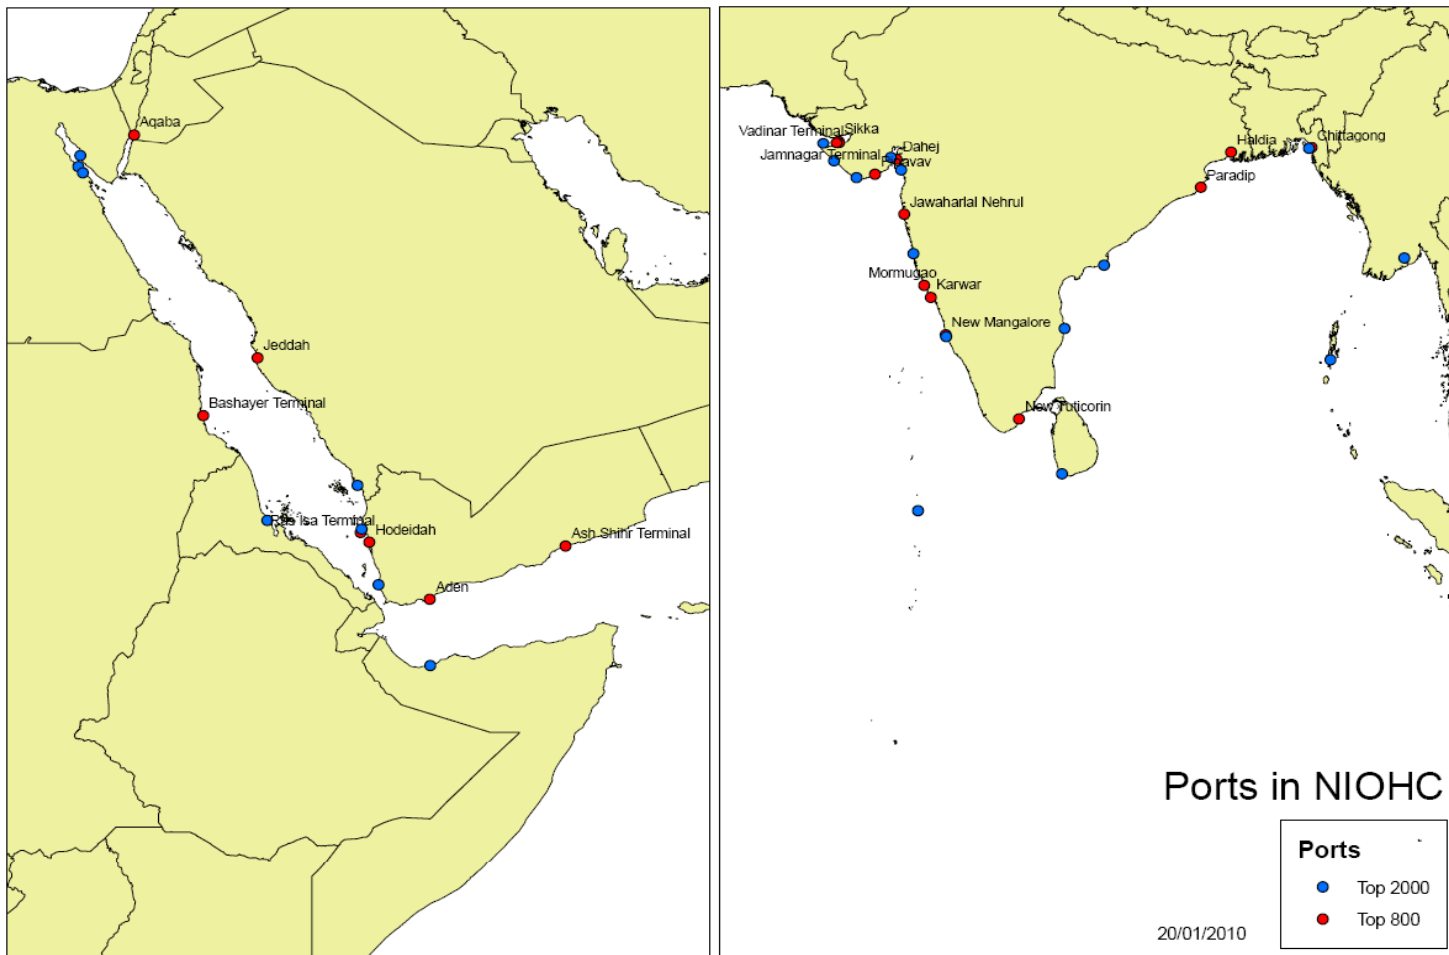 Aqaba
Jeddah
Bashayer Terminal
Ras Isa Terminal
Hodeidah
Ash Shihr Terminal
Aden
Vadinar Terminal
Sikka
Jamnagar Terminal
Dahej
Jawaharlal Nehrul
Mormugao
Karwar
New Mangalore
New Tuticorin
Haldia
Chittagong
Paradip
Ports in NIOHC
Ports
Top 2000
Top 800
20/01/2010